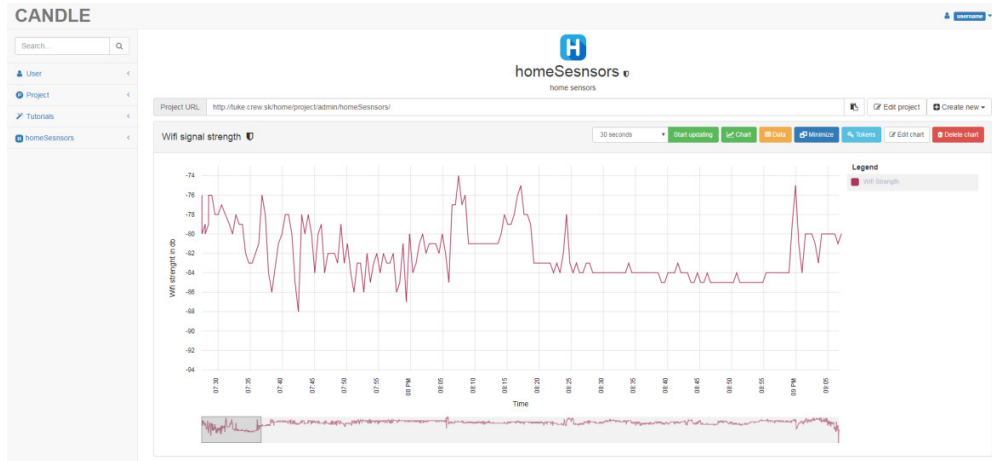 CANDLE
username
Search...
User
Project
Tutorials
homeSesnsors
homeSesnsors
home sensors
Project URL http://tuke.crew.sk/home/project/admin/homeSesnsors/ Edit project Create new
Wifi signal strength 30 seconds Start updating Chart Data Minimize Tokens Edit chart Delete chart
Legend
Wifi Strength
Wifi strenght in db
-74
-76
-78
-80
-82
-84
-86
-88
-90
-92
-94
07:30 07:35 07:40 07:45 07:50 07:55 08 PM 08:05 08:10 08:15 08:20 08:25 08:30 08:35 08:40 08:45 08:50 08:55 09 PM 09:05
Time